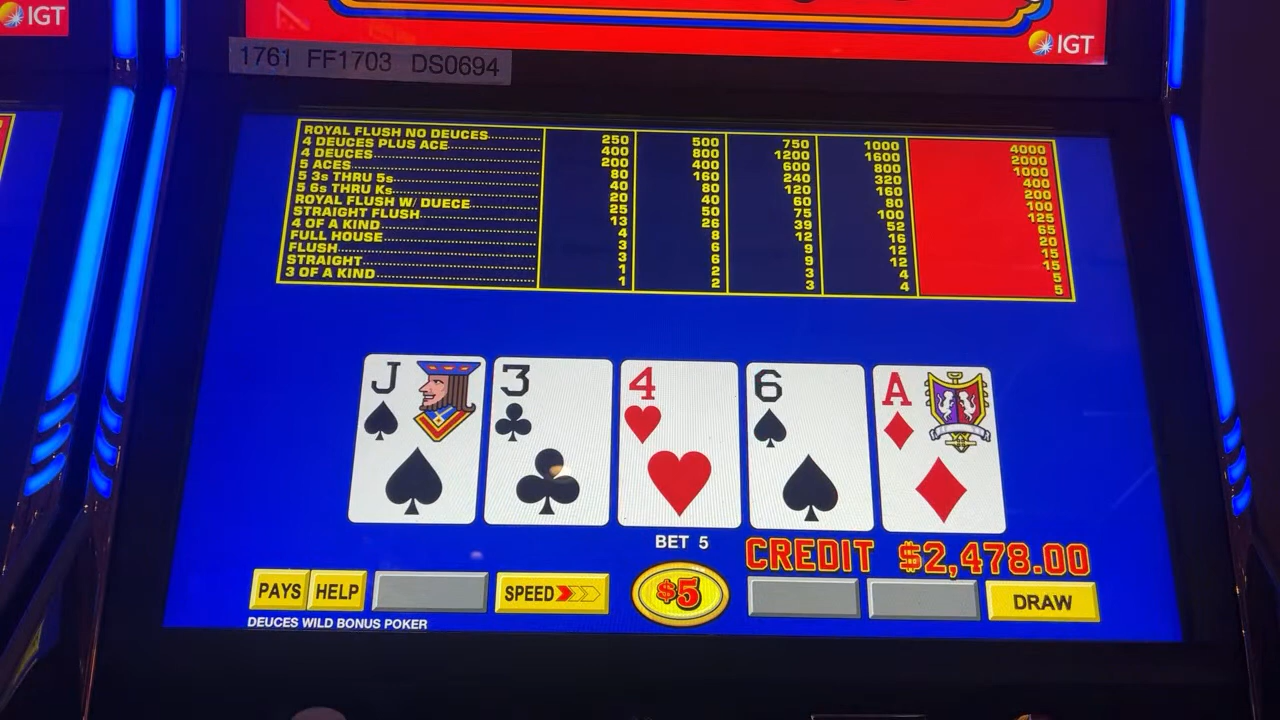 IGT
IGT
1761 FF1703 DS0694
ROYAL FLUSH NO DEUCES 250 500 750 1000 4000
4 DEUCES PLUS ACE 400 800 1200 1600 2000
4 DEUCES 200 400 600 800 1000
5 ACES 80 160 240 320 400
5 3s THRU 5s 40 80 120 160 200
5 6s THRU Ks 20 40 60 80 100
ROYAL FLUSH W/ DUECE 25 50 75 100 125
STRAIGHT FLUSH 13 26 39 52 65
4 OF A KIND 4 8 12 16 20
FULL HOUSE 3 6 9 12 15
FLUSH 3 6 9 12 15
STRAIGHT 1 2 3 4 5
3 OF A KIND 1 2 3 4 5
J 3 4 6 A
BET 5
CREDIT $2,478.00
PAYS HELP SPEED $5 DRAW
DEUCES WILD BONUS POKER